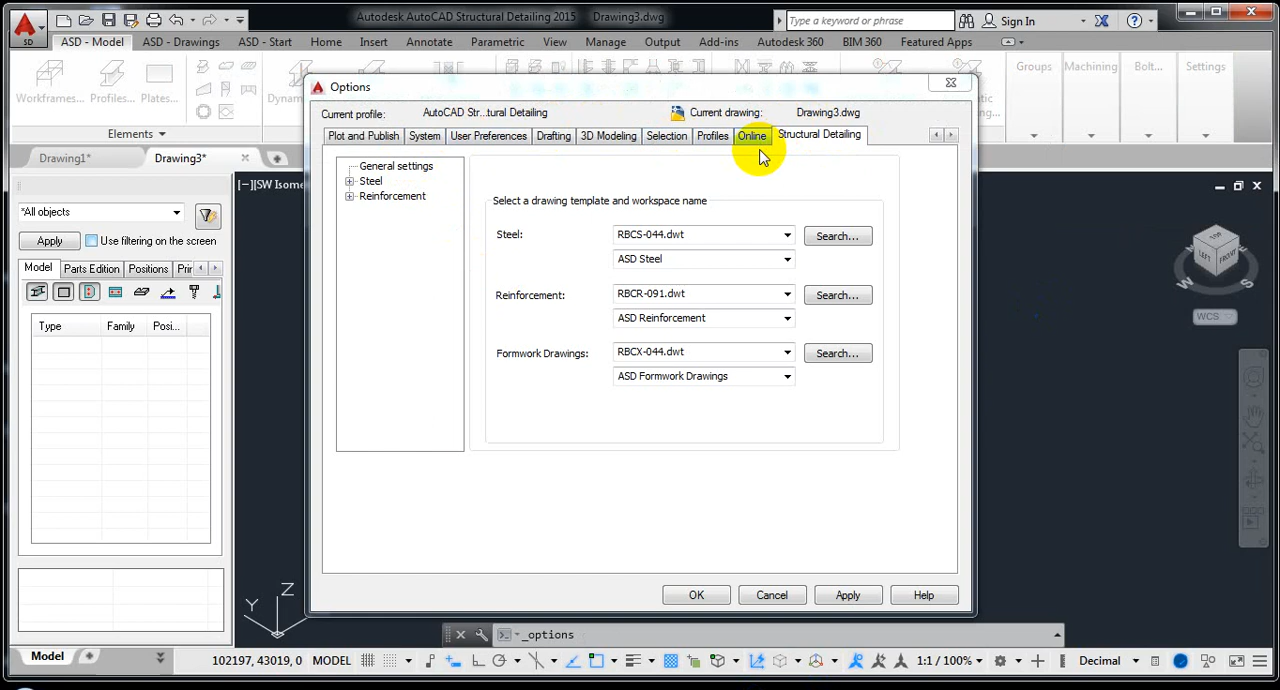 Autodesk AutoCAD Structural Detailing 2015 Drawing3.dwg
Type a keyword or phrase
Sign In
SD
ASD - Model ASD - Drawings ASD - Start Home Insert Annotate Parametric View Manage Output Add-ins Autodesk 360 BIM 360 Featured Apps
Workframes... Profiles... Plates...
Groups Machining Bolt... Settings
Elements
Drawing1*
Drawing3*
*All objects
Apply
Use filtering on the screen
Model Parts Edition Positions
Type Family Posi...
Options
Current profile: AutoCAD Str...tural Detailing
Current drawing: Drawing3.dwg
Plot and Publish System User Preferences Drafting 3D Modeling Selection Profiles Online Structural Detailing
General settings
Steel
Reinforcement
Select a drawing template and workspace name
Steel: RBCS-044.dwt Search...
ASD Steel
Reinforcement: RBCR-091.dwt Search...
ASD Reinforcement
Formwork Drawings: RBCX-044.dwt Search...
ASD Formwork Drawings
OK Cancel Apply Help
[−]SW Isome
TOP
LEFT FRONT
W S
WCS
Z
Y
X
_options
Model
102197, 43019, 0 MODEL
1:1 / 100%
Decimal